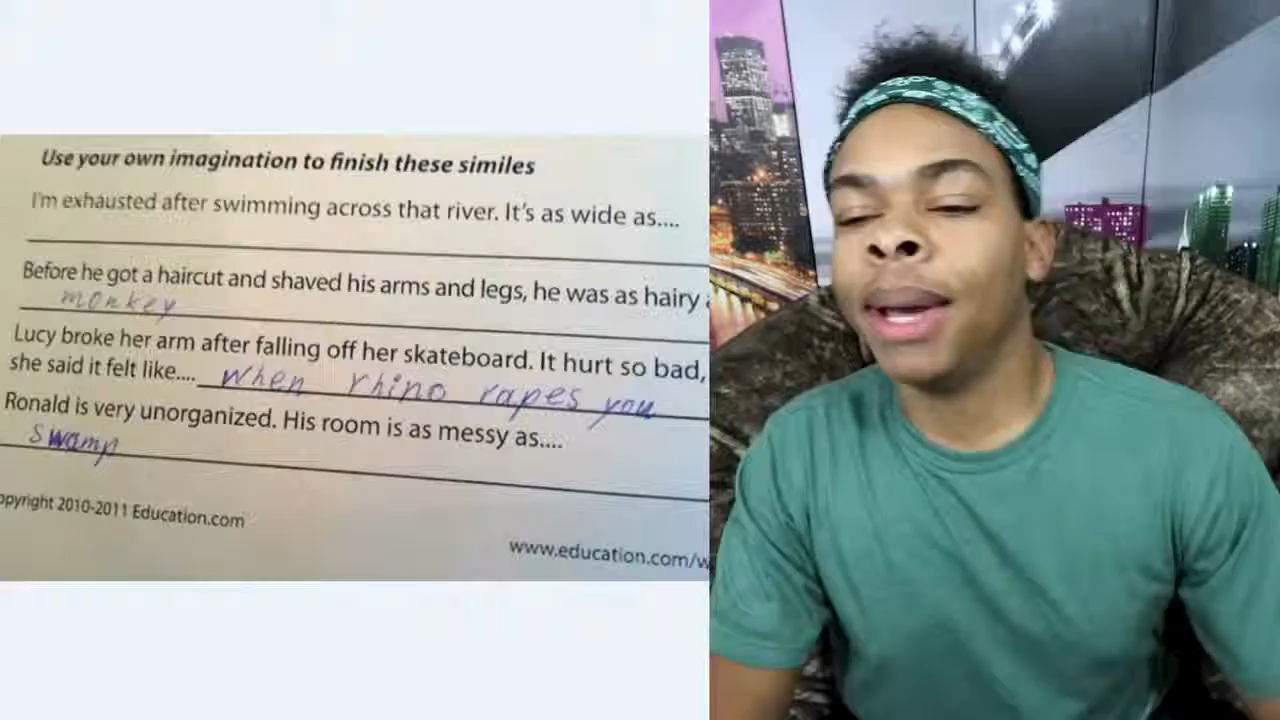 Use your own imagination to finish these similes
I'm exhausted after swimming across that river. It's as wide as....
Before he got a haircut and shaved his arms and legs, he was as hairy
monkey
Lucy broke her arm after falling off her skateboard. It hurt so bad,
she said it felt like.... when rhino rapes you
Ronald is very unorganized. His room is as messy as....
swamp
opyright 2010-2011 Education.com
www.education.com/w